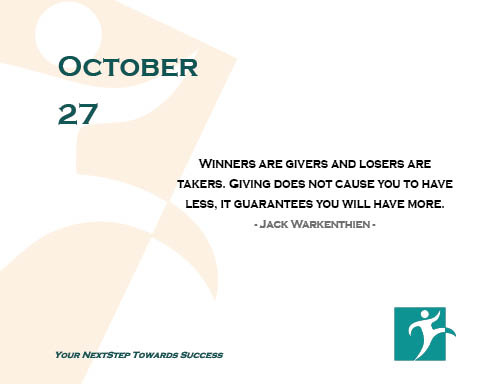 October
27
Winners are givers and losers are
takers. Giving does not cause you to have
less, it guarantees you will have more.
- Jack Warkenthien -
Your NextStep Towards Success